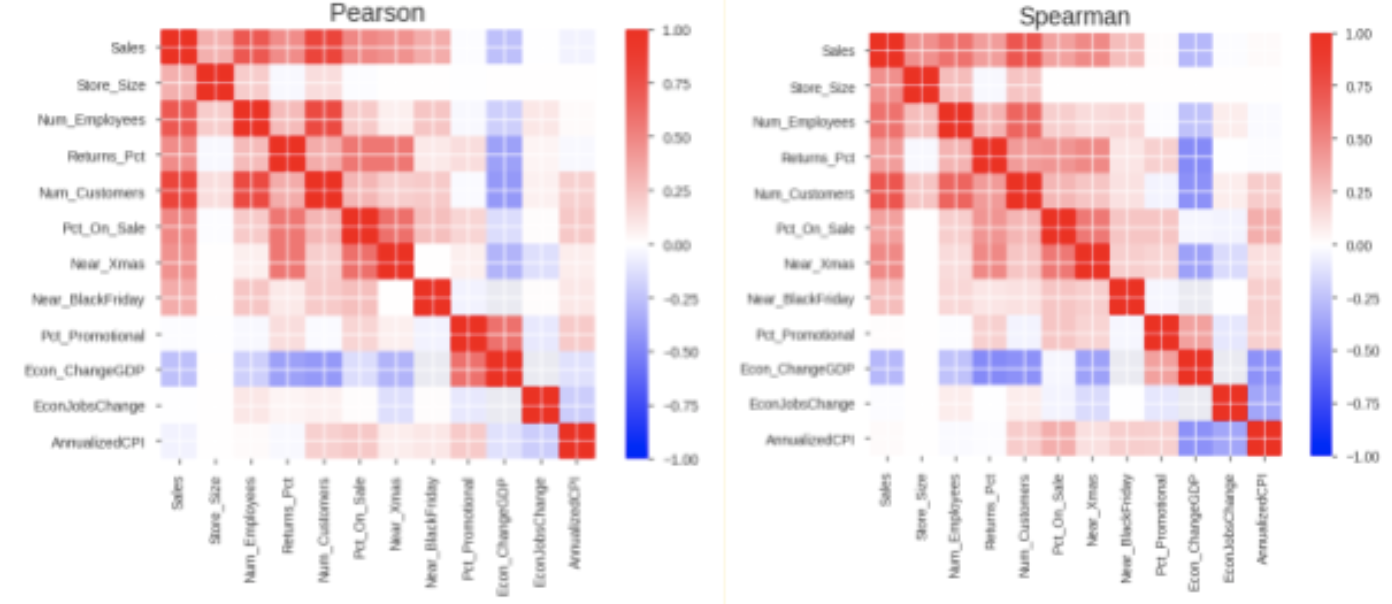 Pearson
Sales
Store_Size
Num_Employees
Returns_Pct
Num_Customers
Pct_On_Sale
Near_Xmas
Near_BlackFriday
Pct_Promotional
Econ_ChangeGDP
EconJobsChange
AnnualizedCPI
Sales
Store_Size
Num_Employees
Returns_Pct
Num_Customers
Pct_On_Sale
Near_Xmas
Near_BlackFriday
Pct_Promotional
Econ_ChangeGDP
EconJobsChange
AnnualizedCPI
1.00
0.75
0.50
0.25
0.00
−0.25
−0.50
−0.75
−1.00
Spearman
Sales
Store_Size
Num_Employees
Returns_Pct
Num_Customers
Pct_On_Sale
Near_Xmas
Near_BlackFriday
Pct_Promotional
Econ_ChangeGDP
EconJobsChange
AnnualizedCPI
Sales
Store_Size
Num_Employees
Returns_Pct
Num_Customers
Pct_On_Sale
Near_Xmas
Near_BlackFriday
Pct_Promotional
Econ_ChangeGDP
EconJobsChange
AnnualizedCPI
1.00
0.75
0.50
0.25
0.00
−0.25
−0.50
−0.75
−1.00